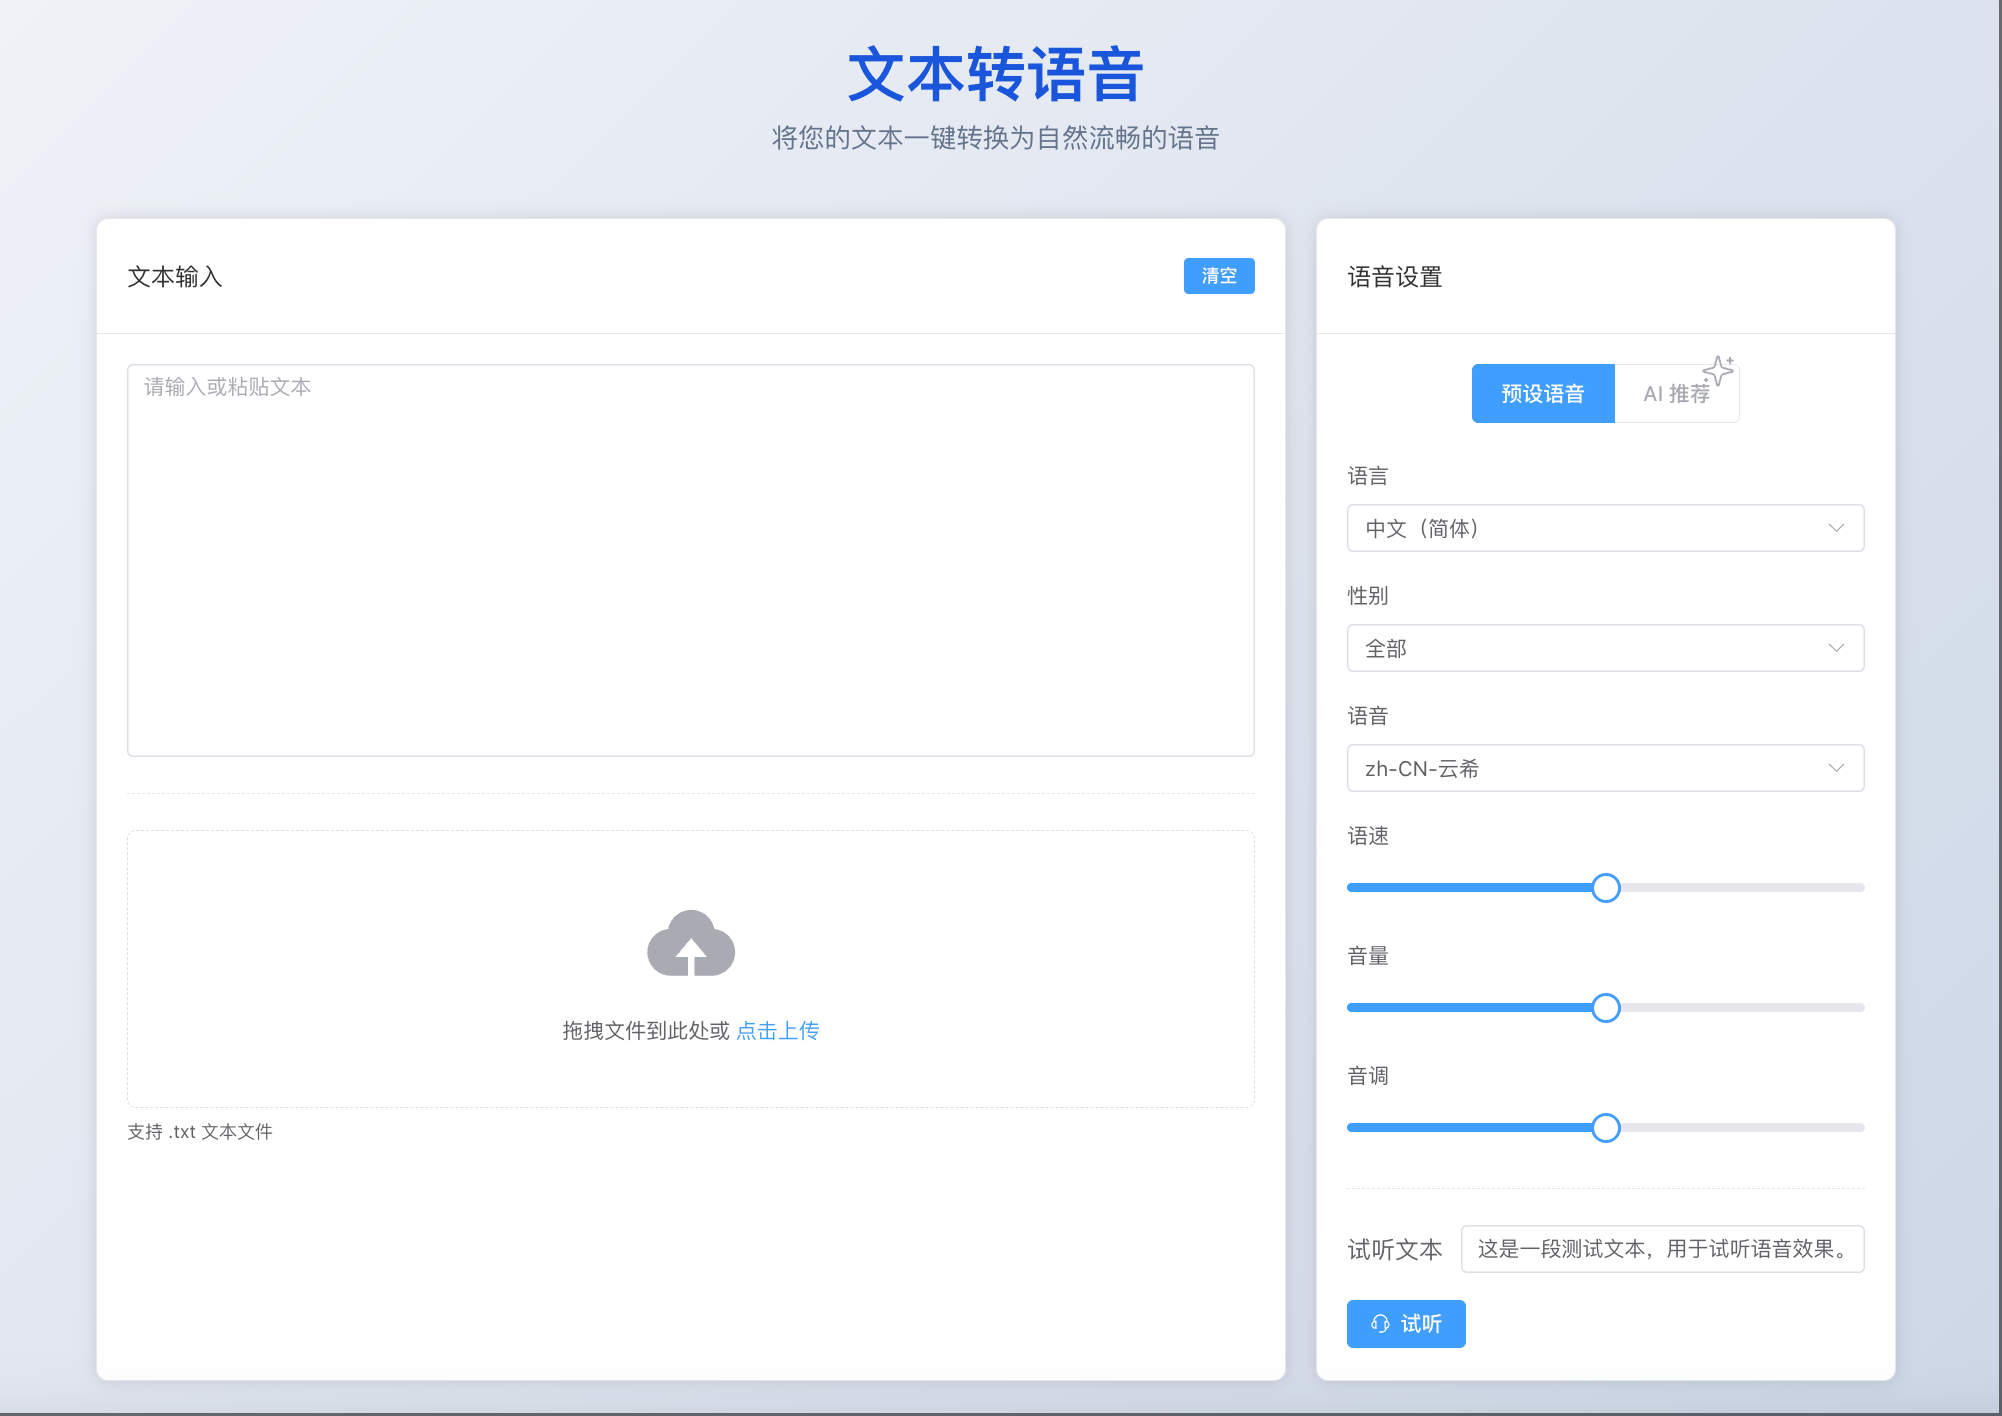 文本转语音
将您的文本一键转换为自然流畅的语音
文本输入
清空
请输入或粘贴文本
拖拽文件到此处或 点击上传
支持 .txt 文本文件
语音设置
预设语音
AI 推荐
语言
中文（简体）
性别
全部
语音
zh-CN-云希
语速
音量
音调
试听文本
这是一段测试文本，用于试听语音效果。
试听